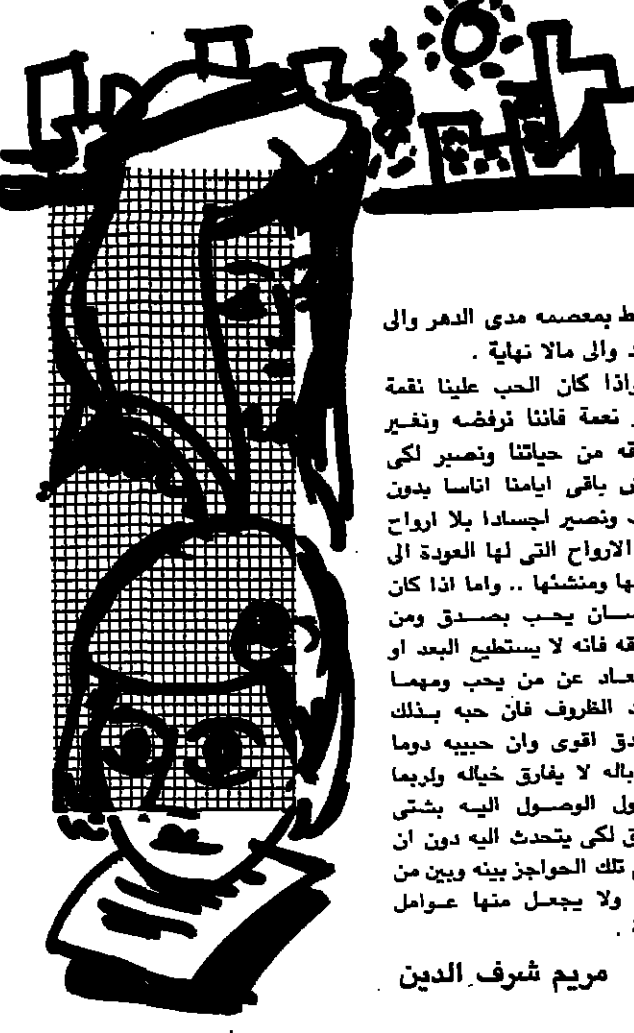 ط بمعصمه مدى الدهر والى
د والى مالا نهاية .
واذا كان الحب علينا نقمة
نعمة فاننا نرفضه ونغير
قه من حياتنا ونصبر لكى
ش باقى ايامنا اناسا بدون
ونصير اجسادا بلا ارواح
الارواح التى لها العودة الى
ها ومنشئها .. واما اذا كان
سان يحب بصدق ومن
قه فانه لا يستطيع البعد او
عاد عن من يحب ومهما
الظروف فان حبه بذلك
دق اقوى وان حبيبه دوما
باله لا يفارق خياله ولربما
ول الوصول اليه بشتى
ق لكى يتحدث اليه دون ان
تلك الحواجز بينه وبين من
ولا يجعل منها عوامل
.
مريم شرف الدين